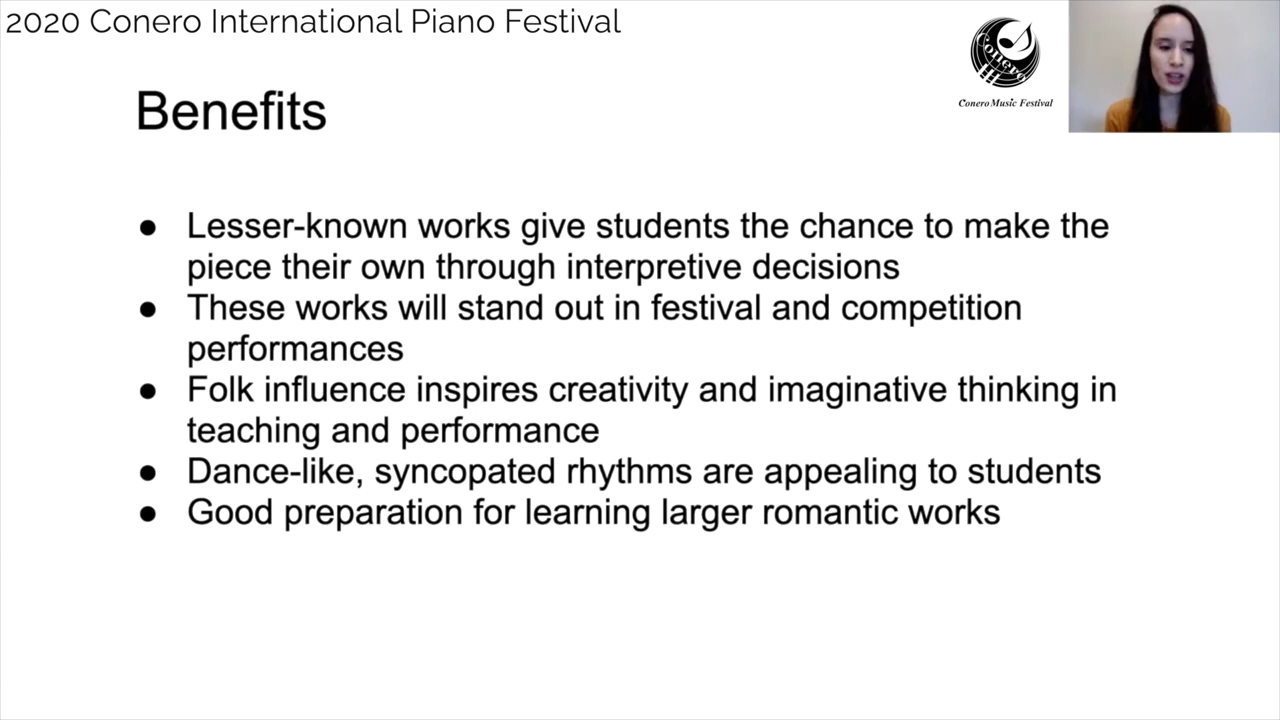 2020 Conero International Piano Festival
Conero
Conero Music Festival
Benefits
● Lesser-known works give students the chance to make the
piece their own through interpretive decisions
● These works will stand out in festival and competition
performances
● Folk influence inspires creativity and imaginative thinking in
teaching and performance
● Dance-like, syncopated rhythms are appealing to students
● Good preparation for learning larger romantic works